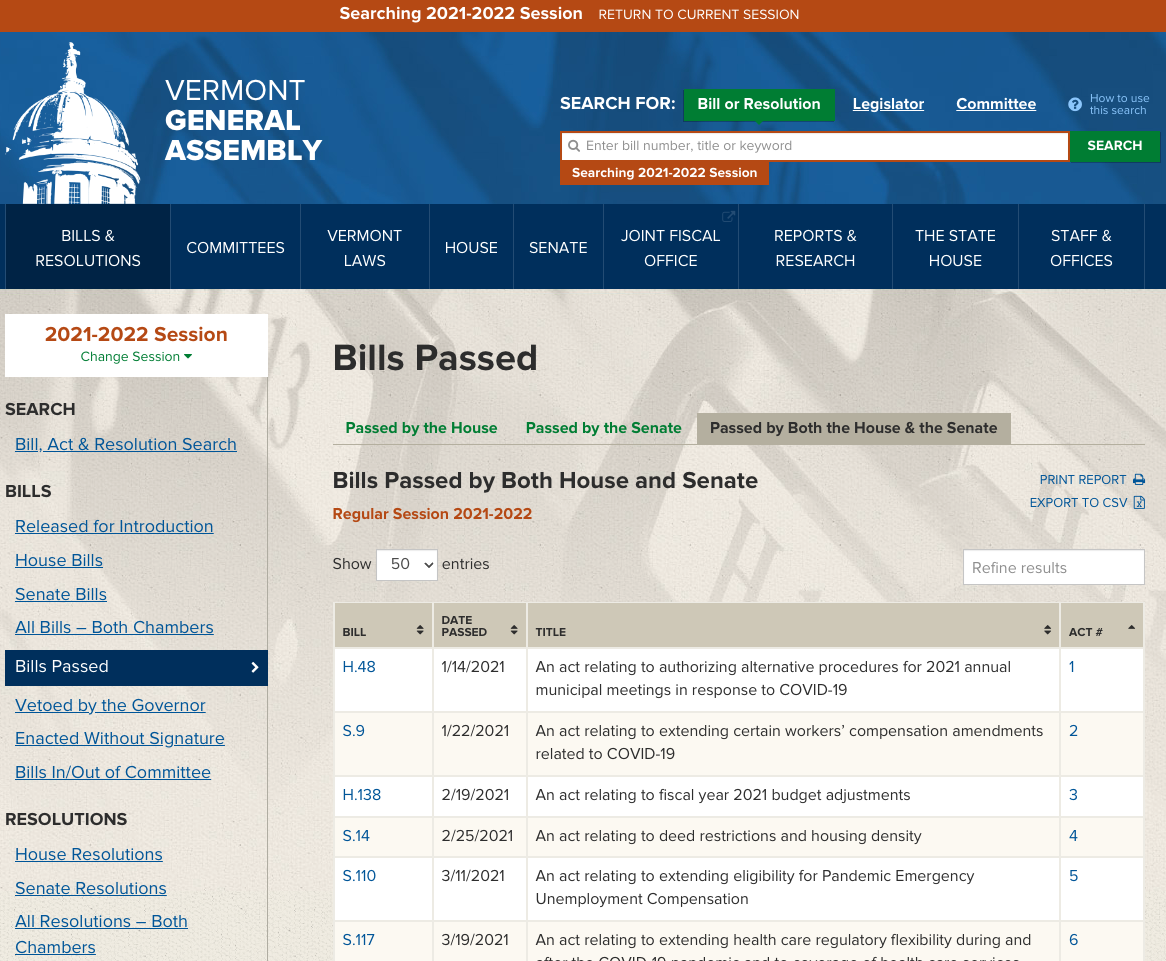 Searching 2021-2022 Session RETURN TO CURRENT SESSION
VERMONT
GENERAL
ASSEMBLY
SEARCH FOR: Bill or Resolution Legislator Committee
How to use
this search
Enter bill number, title or keyword SEARCH
Searching 2021-2022 Session
BILLS &
RESOLUTIONS
COMMITTEES
VERMONT
LAWS
HOUSE
SENATE
JOINT FISCAL
OFFICE
REPORTS &
RESEARCH
THE STATE
HOUSE
STAFF &
OFFICES
2021-2022 Session
Change Session
SEARCH
Bill, Act & Resolution Search
BILLS
Released for Introduction
House Bills
Senate Bills
All Bills – Both Chambers
Bills Passed
Vetoed by the Governor
Enacted Without Signature
Bills In/Out of Committee
RESOLUTIONS
House Resolutions
Senate Resolutions
All Resolutions – Both
Chambers
Bills Passed
Passed by the House Passed by the Senate Passed by Both the House & the Senate
Bills Passed by Both House and Senate
PRINT REPORT
EXPORT TO CSV
Regular Session 2021-2022
Show 50 entries
Refine results
BILL
DATE
PASSED
TITLE
ACT #
H.48 1/14/2021 An act relating to authorizing alternative procedures for 2021 annual 1
municipal meetings in response to COVID-19
S.9 1/22/2021 An act relating to extending certain workers’ compensation amendments 2
related to COVID-19
H.138 2/19/2021 An act relating to fiscal year 2021 budget adjustments 3
S.14 2/25/2021 An act relating to deed restrictions and housing density 4
S.110 3/11/2021 An act relating to extending eligibility for Pandemic Emergency 5
Unemployment Compensation
S.117 3/19/2021 An act relating to extending health care regulatory flexibility during and 6
after the COVID-19 pandemic and to coverage of health care services